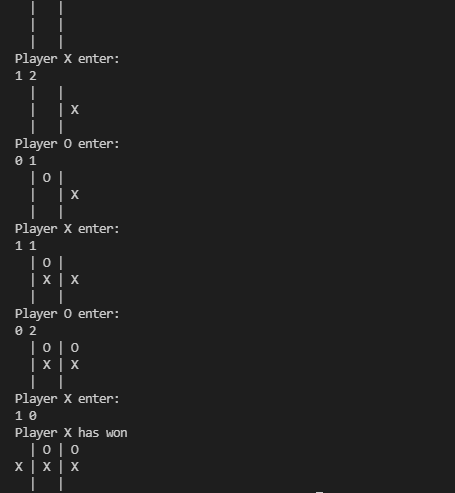 |   |
  |   |
  |   |
Player X enter:
1 2
  |   |
  |   | X
  |   |
Player O enter:
0 1
  | O |
  |   | X
  |   |
Player X enter:
1 1
  | O |
  | X | X
  |   |
Player O enter:
0 2
  | O | O
  | X | X
  |   |
Player X enter:
1 0
Player X has won
  | O | O
X | X | X
  |   |